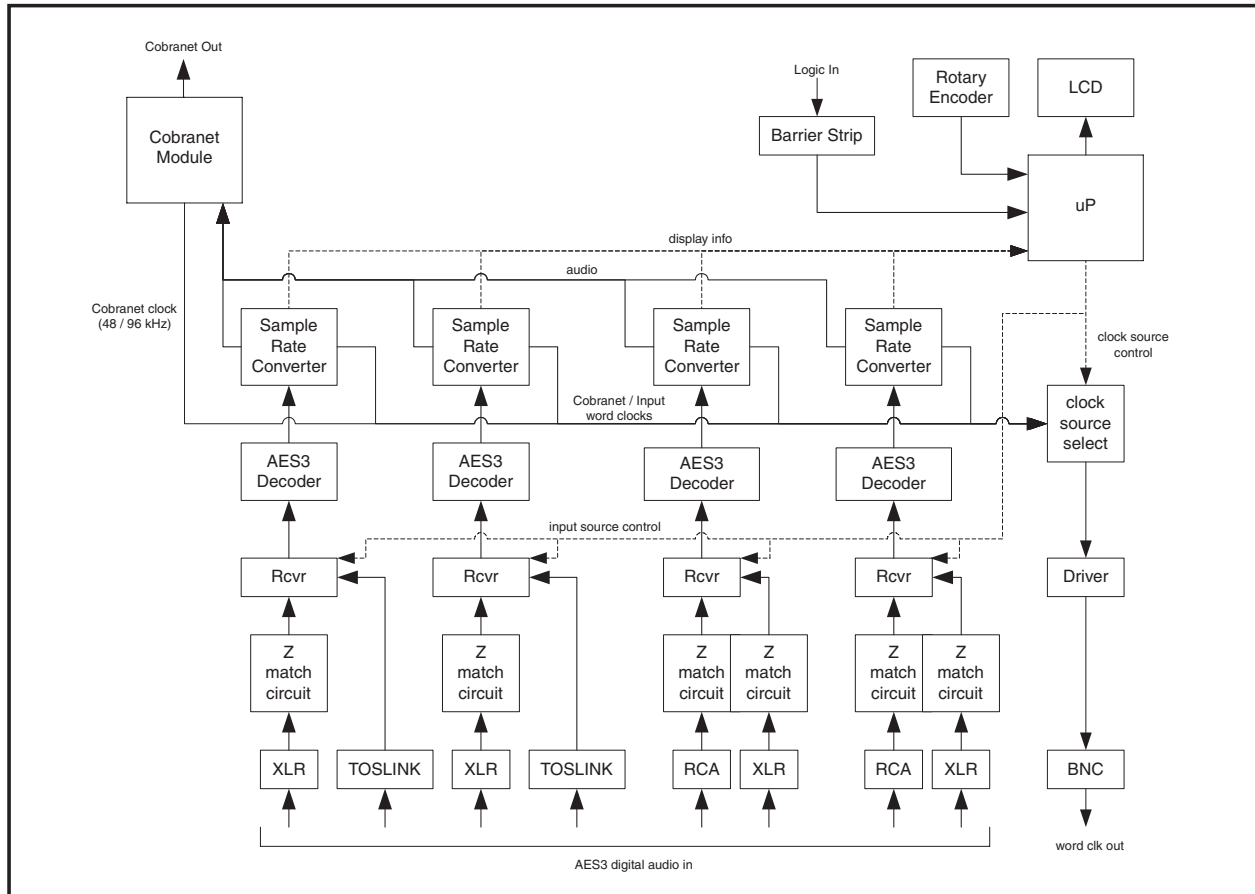 Cobranet Out
Cobranet
Module
Logic In
Barrier Strip
Rotary
Encoder
LCD
uP
display info
audio
Cobranet clock
(48 / 96 kHz)
Sample
Rate
Converter
Sample
Rate
Converter
Sample
Rate
Converter
Sample
Rate
Converter
clock source
control
Cobranet / Input
word clocks
clock
source
select
AES3
Decoder
AES3
Decoder
AES3
Decoder
AES3
Decoder
input source control
Rcvr
Rcvr
Rcvr
Rcvr
Driver
Z
match
circuit
Z
match
circuit
Z
match
circuit
Z
match
circuit
Z
match
circuit
Z
match
circuit
XLR
TOSLINK
XLR
TOSLINK
RCA
XLR
RCA
XLR
BNC
AES3 digital audio in
word clk out